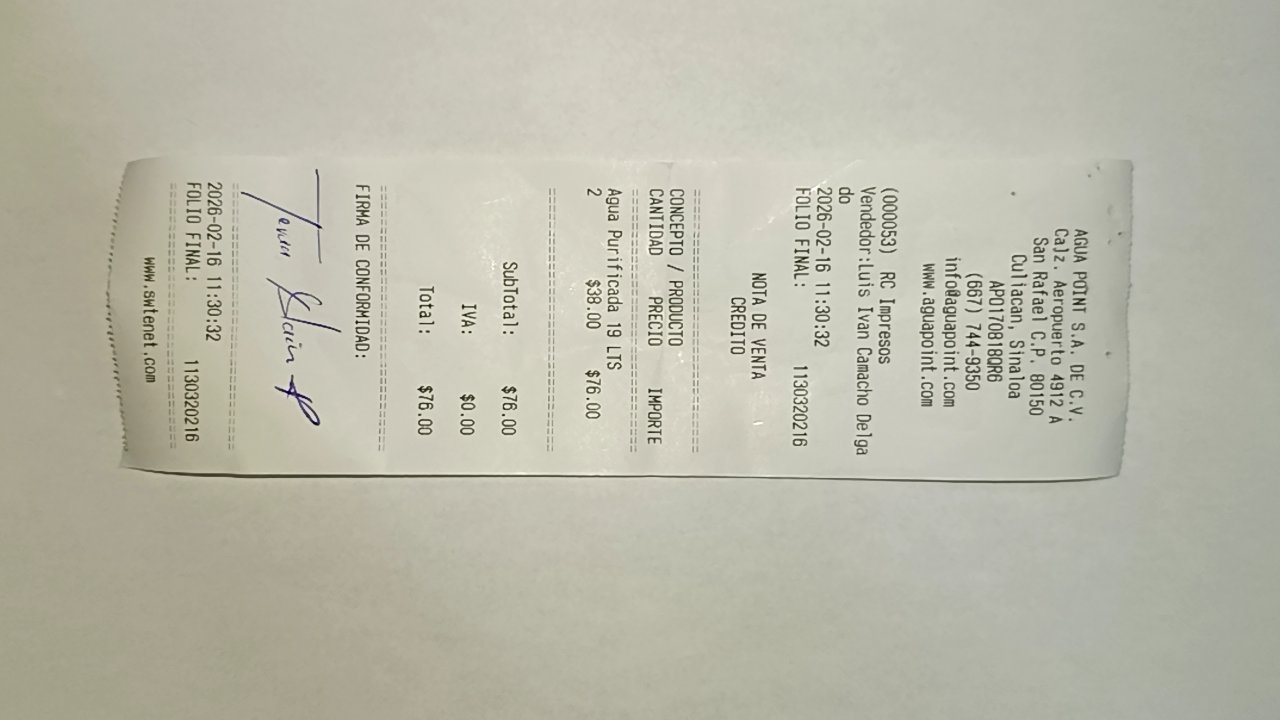 AGUA POINT S.A. DE C.V.
Calz. Aeropuerto 4912 A
San Rafael C.P. 80150
Culiacan, Sinaloa
APO170818QR6
(667) 744-9350
info@aguapoint.com
www.aguapoint.com
(000053) RC Impresos
Vendedor:Luis Ivan Camacho Delga
do
2026-02-16 11:30:32
FOLIO FINAL: 1130320216
NOTA DE VENTA
CREDITO
================================
CONCEPTO / PRODUCTO
CANTIDAD PRECIO IMPORTE
================================
Agua Purificada 19 LTS
2 $38.00 $76.00
================================
SubTotal: $76.00
IVA: $0.00
Total: $76.00
================================
FIRMA DE CONFORMIDAD:
================================
2026-02-16 11:30:32
FOLIO FINAL: 1130320216
================================
www.swtenet.com